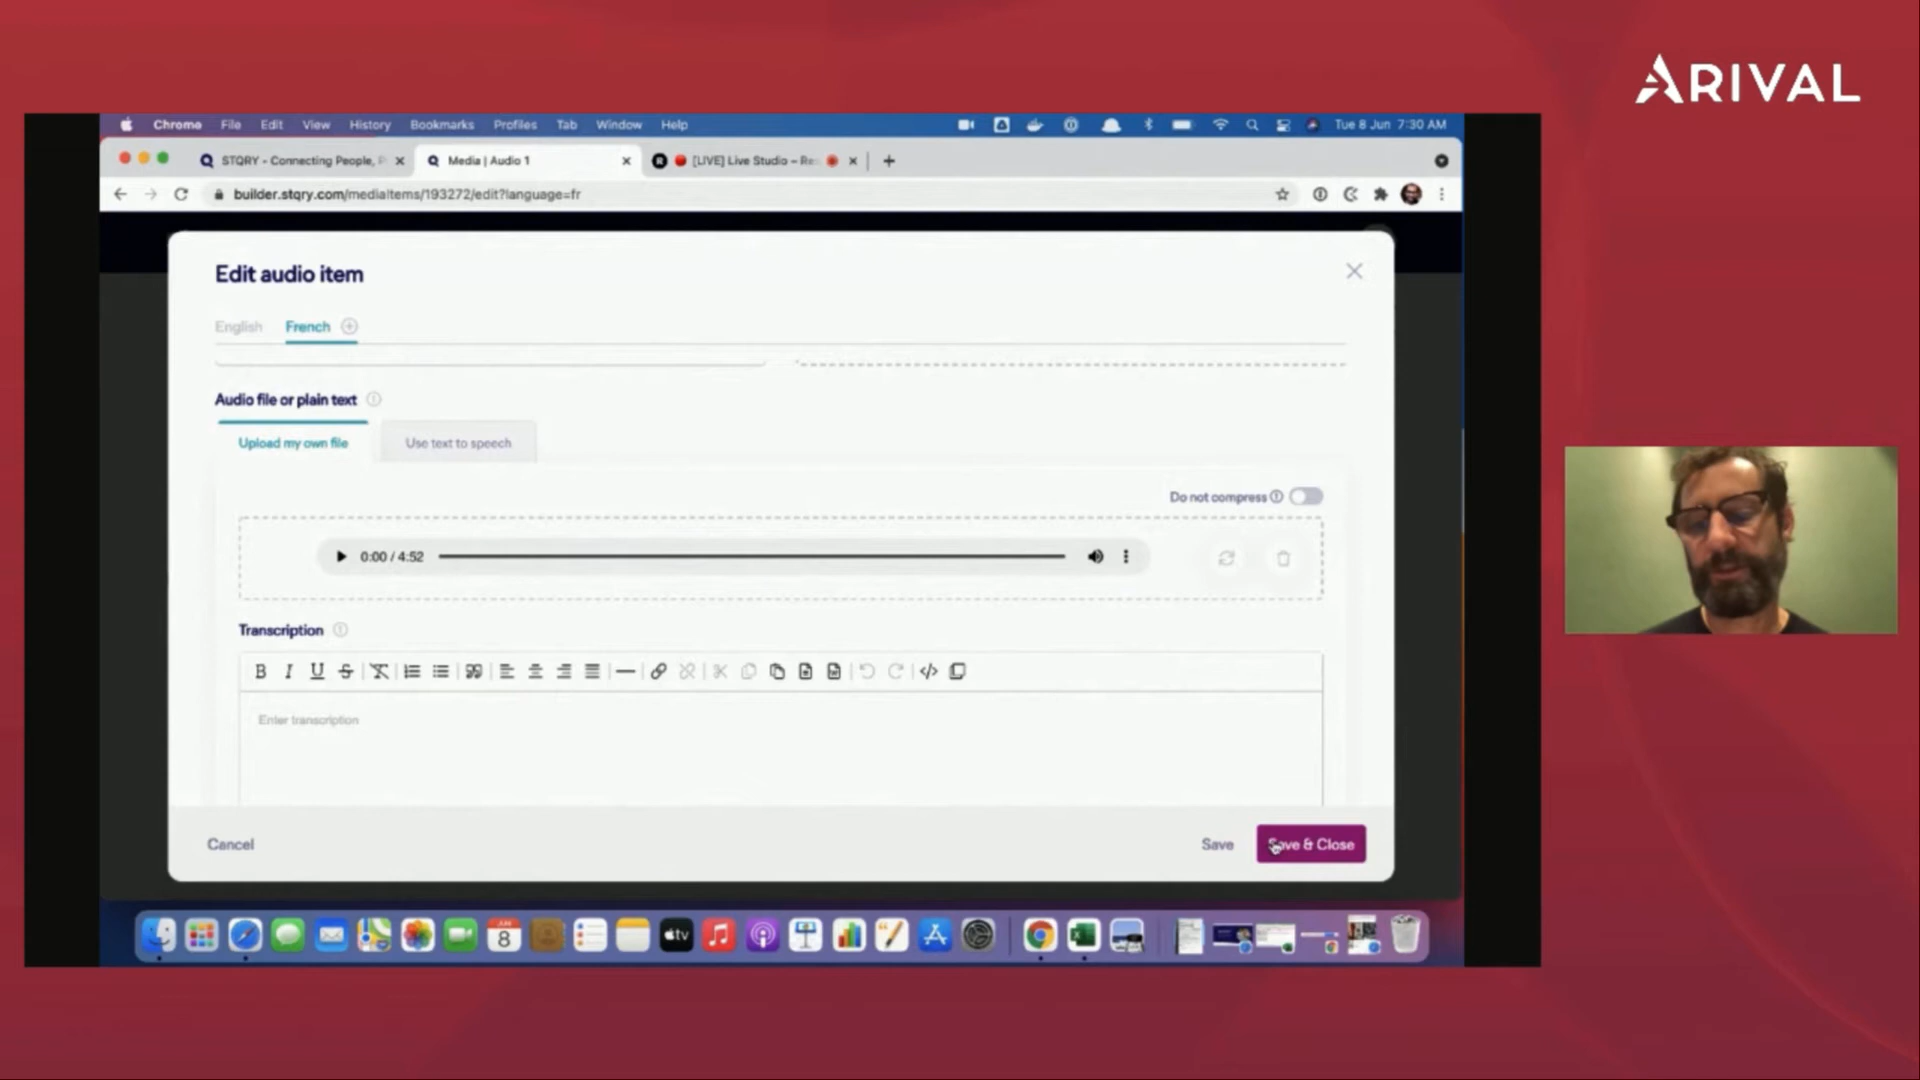 ARIVAL
Chrome File Edit View History Bookmarks Profiles Tab Window Help Tue 8 Jun 7:30 AM
STQRY - Connecting People, P
Media | Audio 1
[LIVE] Live Studio – Re
builder.stqry.com/mediaItems/193272/edit?language=fr
Edit audio item
English French
Audio file or plain text
Upload my own file Use text to speech
Do not compress
0:00 / 4:52
Transcription
Enter transcription
Cancel Save Save & Close
8
tv